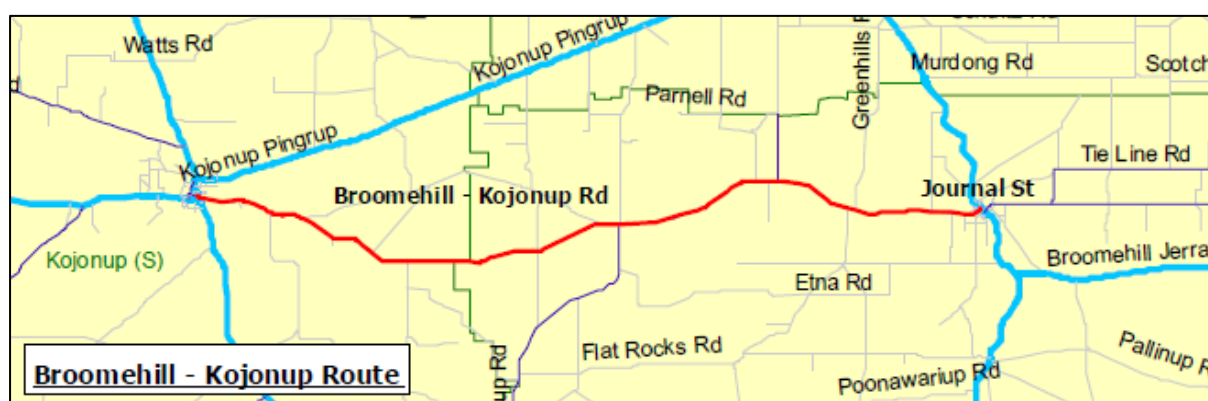 Watts Rd
Kojonup Pingrup
Parnell Rd
Greenhills
Murdong Rd
Scotch
Kojonup Pingrup
Tie Line Rd
Broomehill - Kojonup Rd
Journal St
Kojonup (S)
Broomehill Jerra
Etna Rd
Flat Rocks Rd
up Rd
Pallinup R
Poonawariup Rd
Broomehill - Kojonup Route